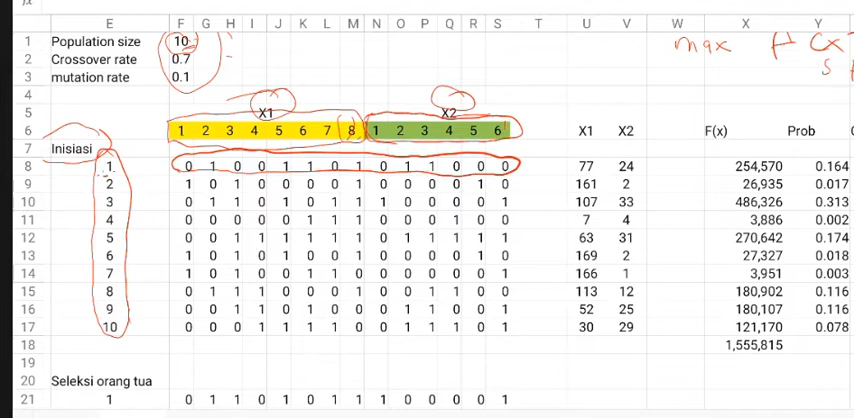 E F G H I J K L M N O P Q R S T U V W X Y
1 Population size 10 max
2 Crossover rate 0.7
3 mutation rate 0.1
4
5 X1 X2
6 1 2 3 4 5 6 7 8 1 2 3 4 5 6 X1 X2 F(x) Prob
7 Inisiasi
8 1 0 1 0 0 1 1 0 1 0 1 1 0 0 0 77 24 254,570 0.164
9 2 1 0 1 0 0 0 0 1 0 0 0 0 1 0 161 2 26,935 0.017
10 3 0 1 1 0 1 0 1 1 1 0 0 0 0 1 107 33 486,326 0.313
11 4 0 0 0 0 0 1 1 1 0 0 0 1 0 0 7 4 3,886 0.002
12 5 0 0 1 1 1 1 1 1 0 1 1 1 1 1 63 31 270,642 0.174
13 6 1 0 1 0 1 0 0 1 0 0 0 0 1 0 169 2 27,327 0.018
14 7 1 0 1 0 0 1 1 0 0 0 0 0 0 1 166 1 3,951 0.003
15 8 0 1 1 1 0 0 0 1 0 0 1 1 0 0 113 12 180,902 0.116
16 9 0 0 1 1 0 1 0 0 0 1 1 0 0 1 52 25 180,107 0.116
17 10 0 0 0 1 1 1 1 0 0 1 1 1 0 1 30 29 121,170 0.078
18 1,555,815
19
20 Seleksi orang tua
21 1 0 1 1 0 1 0 1 1 1 0 0 0 0 1